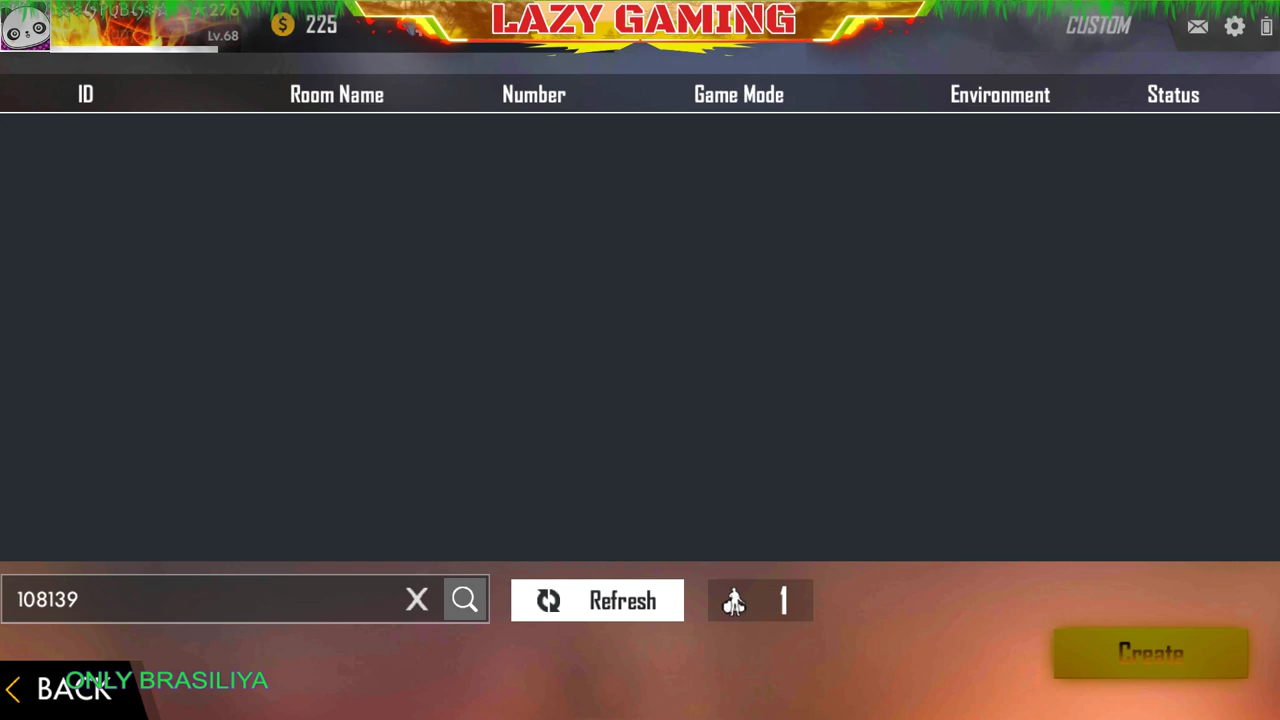 Lv.68
225
LAZY GAMING
CUSTOM
ID Room Name Number Game Mode Environment Status
108139 X Refresh 1
Create
BACK
ONLY BRASILIYA